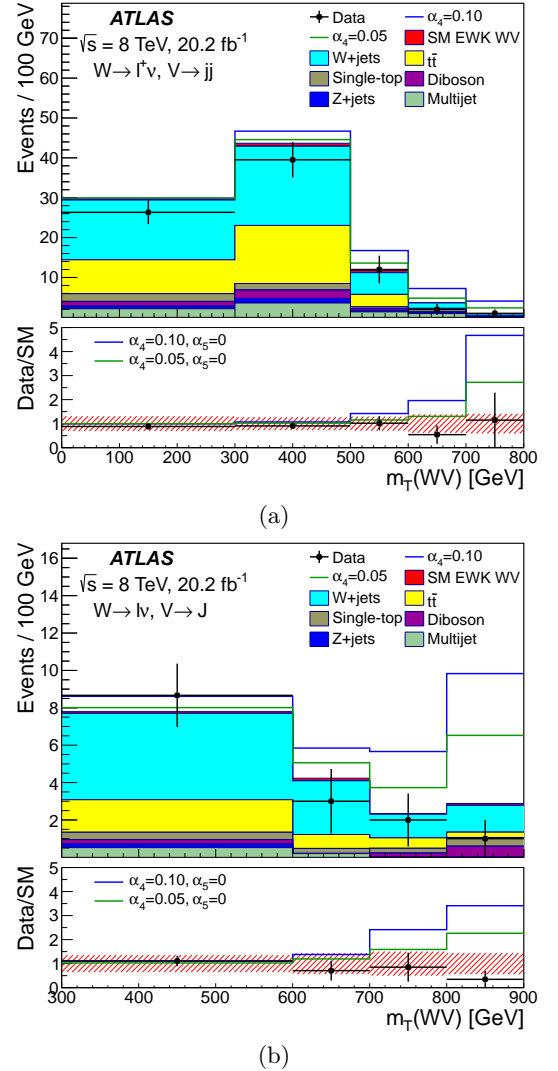 ATLAS
√s = 8 TeV, 20.2 fb⁻¹
W→ l⁺ν, V→ jj
Data
α₄=0.10
α₄=0.05
SM EWK WV
W+jets
tt̄
Single-top
Diboson
Z+jets
Multijet
Events / 100 GeV
70
60
50
40
30
20
10
Data/SM
5
4
3
2
1
0
α₄=0.10, α₅=0
α₄=0.05, α₅=0
0 100 200 300 400 500 600 700 800
m_T(WV) [GeV]
(a)
ATLAS
√s = 8 TeV, 20.2 fb⁻¹
W→ lν, V→ J
Data
α₄=0.10
α₄=0.05
SM EWK WV
W+jets
tt̄
Single-top
Diboson
Z+jets
Multijet
Events / 100 GeV
16
14
12
10
8
6
4
2
Data/SM
5
4
3
2
1
0
α₄=0.10, α₅=0
α₄=0.05, α₅=0
300 400 500 600 700 800 900
m_T(WV) [GeV]
(b)